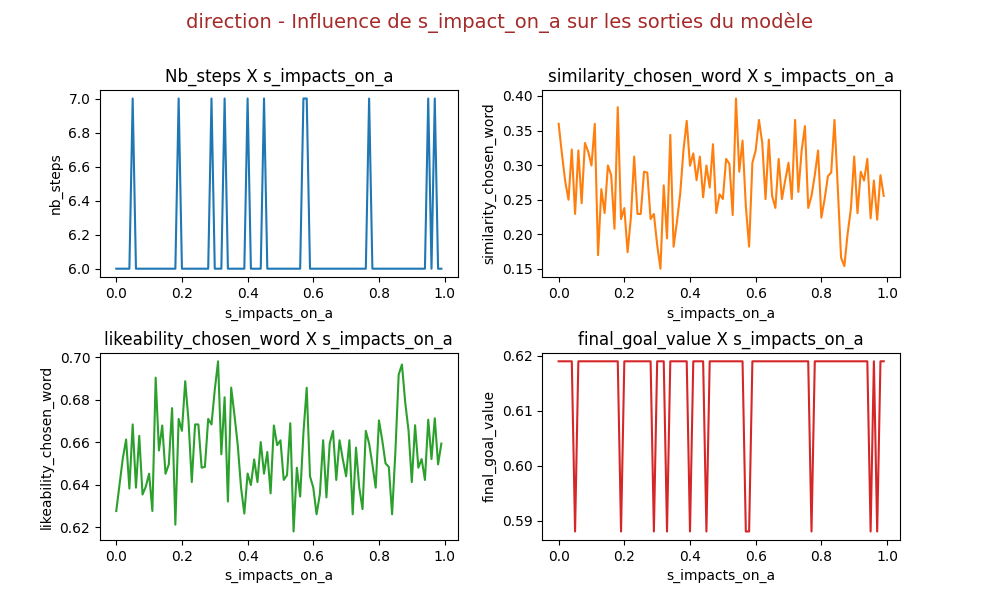 direction - Influence de s_impact_on_a sur les sorties du modèle
Nb_steps X s_impacts_on_a
nb_steps
7.0
6.8
6.6
6.4
6.2
6.0
0.0 0.2 0.4 0.6 0.8 1.0
s_impacts_on_a
similarity_chosen_word X s_impacts_on_a
similarity_chosen_word
0.40
0.35
0.30
0.25
0.20
0.15
0.0 0.2 0.4 0.6 0.8 1.0
s_impacts_on_a
likeability_chosen_word X s_impacts_on_a
likeability_chosen_word
0.70
0.68
0.66
0.64
0.62
0.0 0.2 0.4 0.6 0.8 1.0
s_impacts_on_a
final_goal_value X s_impacts_on_a
final_goal_value
0.62
0.61
0.60
0.59
0.0 0.2 0.4 0.6 0.8 1.0
s_impacts_on_a